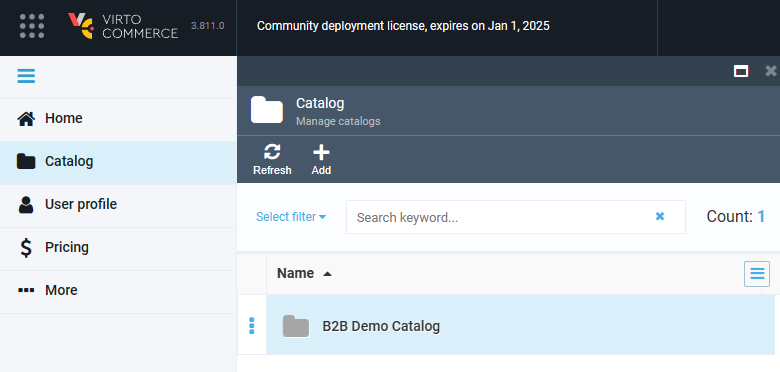 VIRTO
COMMERCE
3.811.0
Community deployment license, expires on Jan 1, 2025
Home
Catalog
User profile
Pricing
More
Catalog
Manage catalogs
Refresh
Add
Select filter
Search keyword...
Count: 1
Name
B2B Demo Catalog